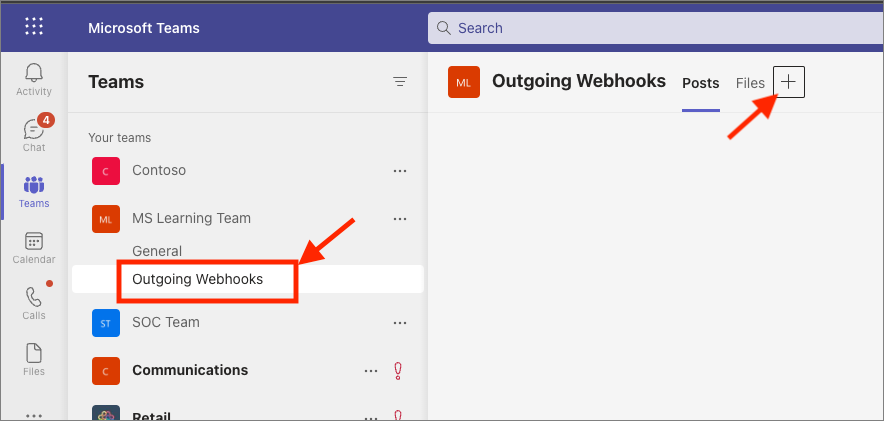 Microsoft Teams
Search
Activity
4
Chat
Teams
Calendar
Calls
Files
Teams
Your teams
C
Contoso
ML
MS Learning Team
General
Outgoing Webhooks
ST
SOC Team
C
Communications
Retail
ML
Outgoing Webhooks
Posts
Files